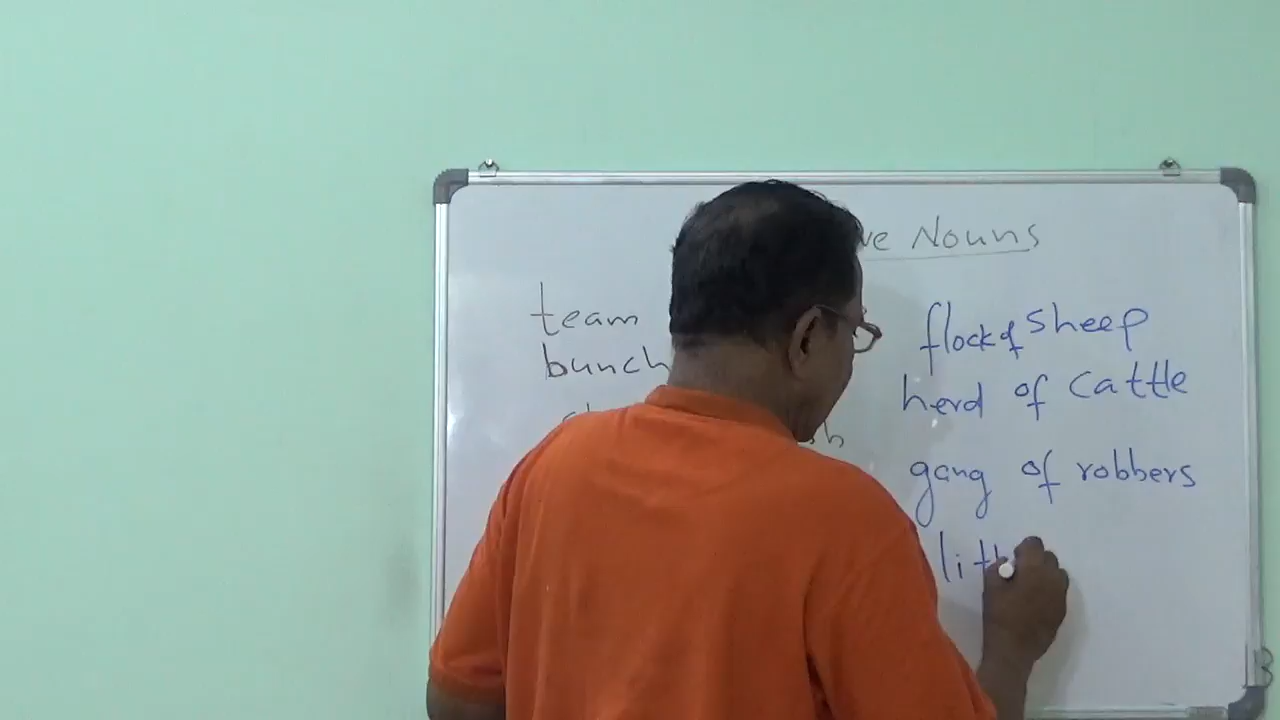 ve Nouns
team
bunch
flock of sheep
herd of cattle
gang of robbers
litt